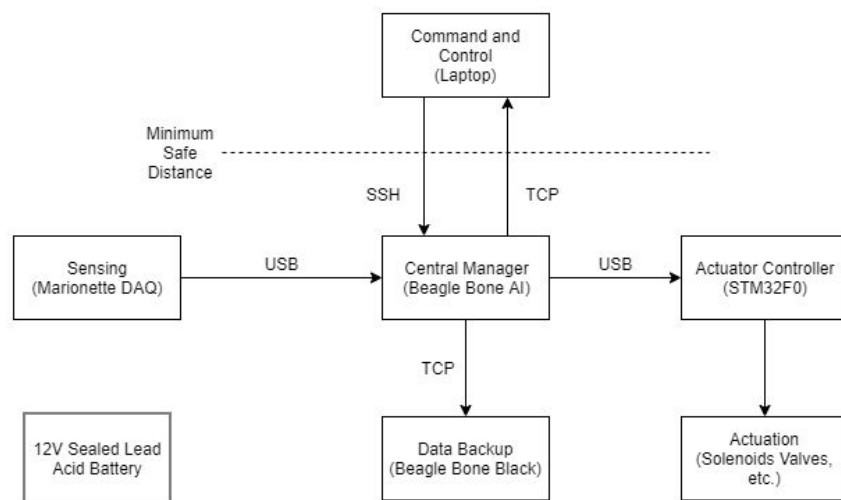 Command and
Control
(Laptop)
Minimum
Safe
Distance
SSH
TCP
Sensing
(Marionette DAQ)
USB
Central Manager
(Beagle Bone AI)
USB
Actuator Controller
(STM32F0)
TCP
12V Sealed Lead
Acid Battery
Data Backup
(Beagle Bone Black)
Actuation
(Solenoids Valves,
etc.)